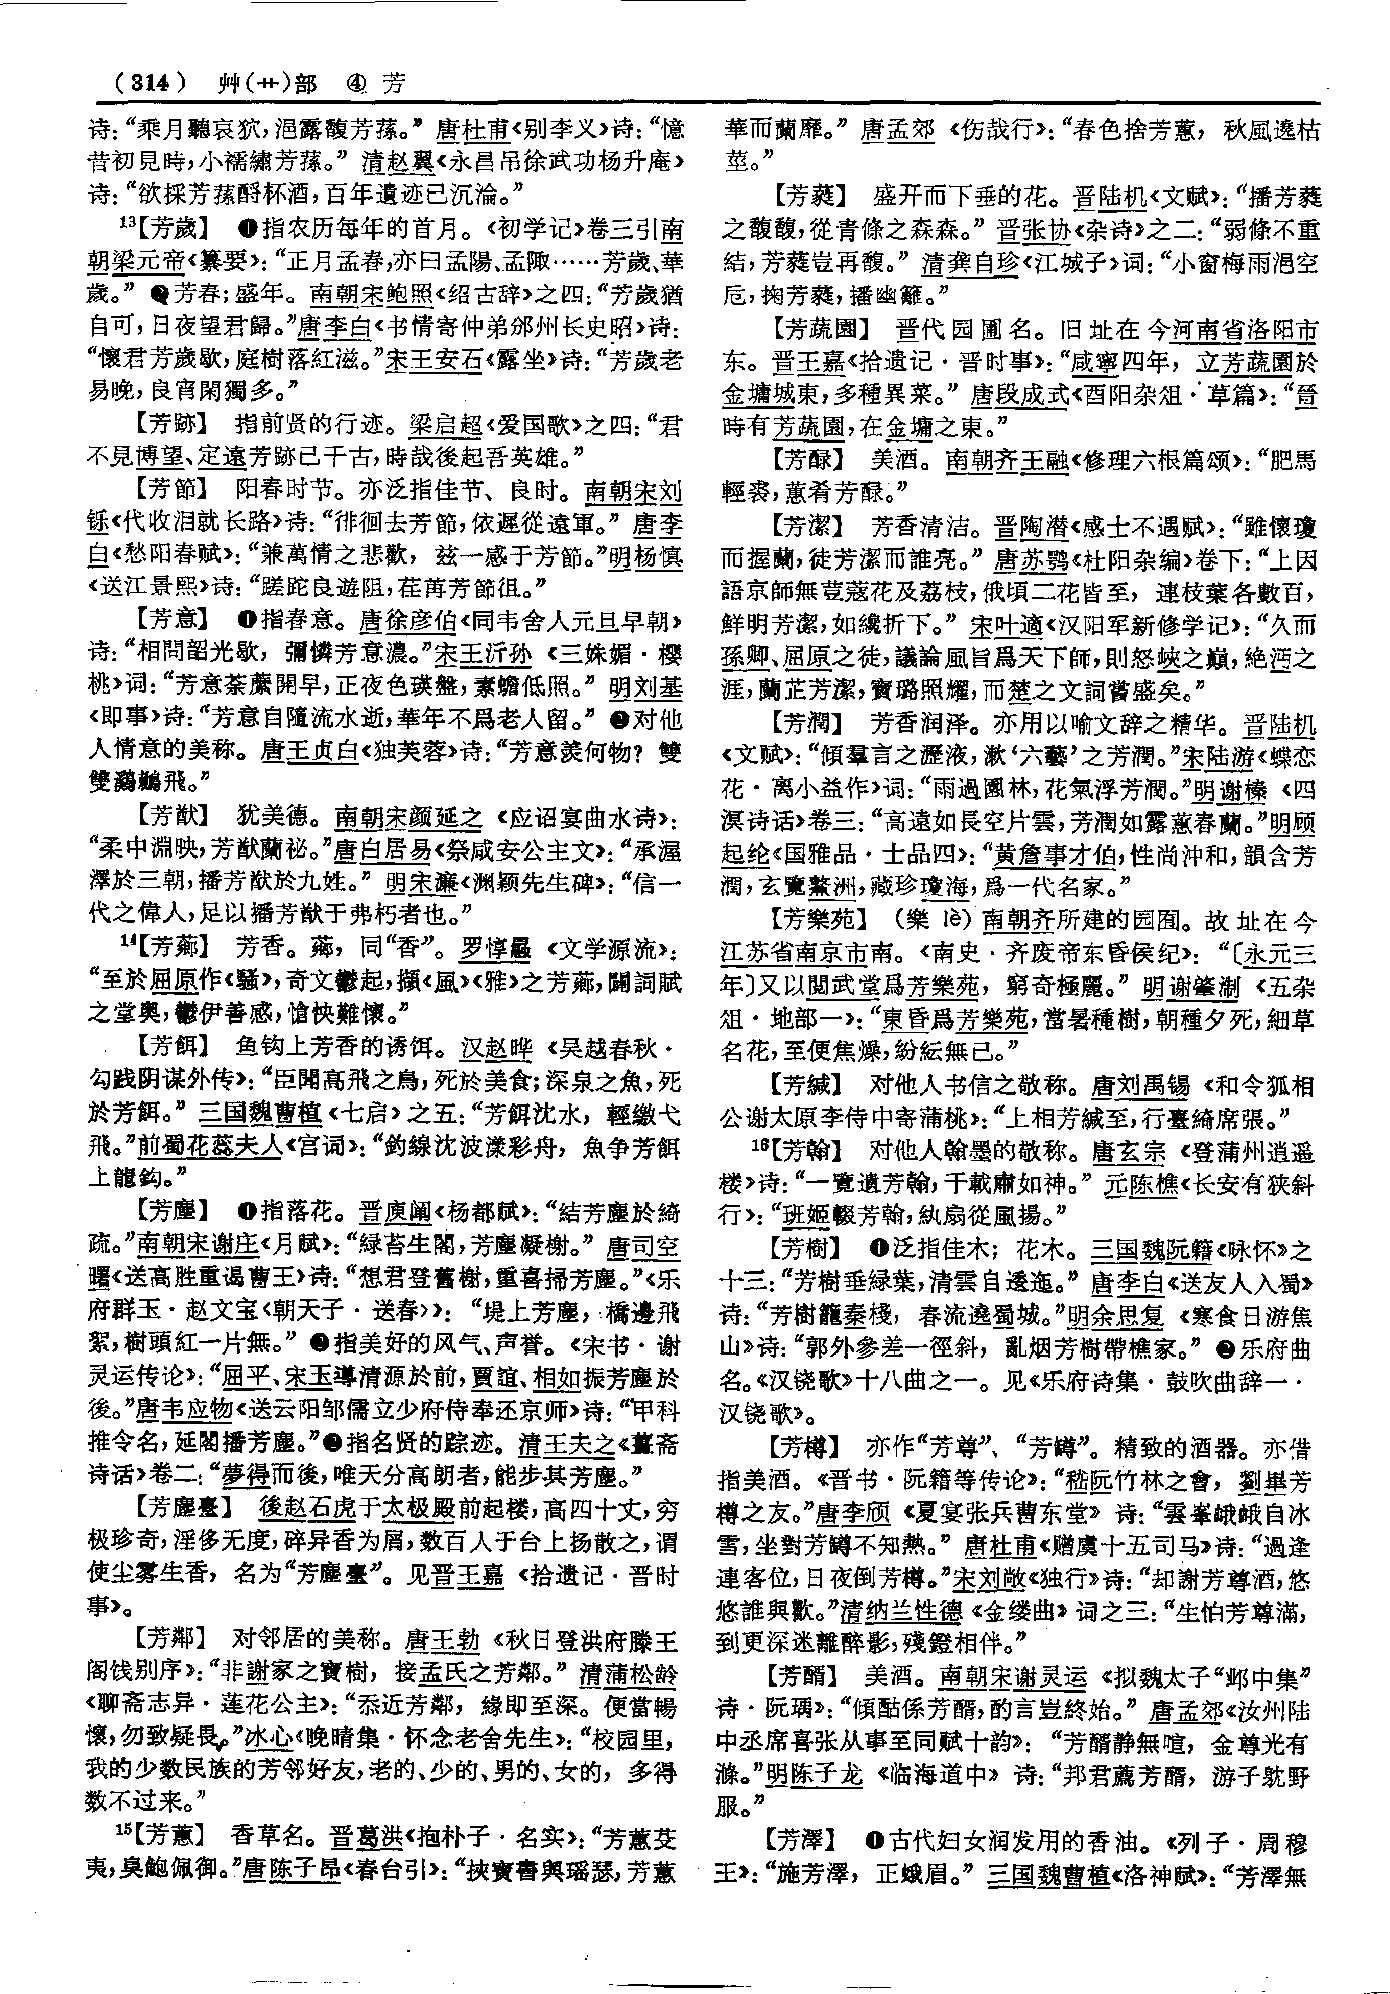 (314) 艸(艹)部 ④ 芳
诗：“乘月聽哀狖，浥露馥芳蓀。” 唐杜甫《别李义》诗：“憶
昔初見時，小襦繡芳蓀。” 清赵翼《永昌吊徐武功杨升庵》
诗：“欲採芳蓀酹杯酒，百年遺迹已沉淪。”
13【芳歲】 ❶指农历每年的首月。《初学记》卷三引南
朝梁元帝《纂要》：“正月孟春，亦曰孟陽、孟陬……芳歲、華
歲。” ❷芳春；盛年。南朝宋鲍照《绍古辞》之四：“芳歲猶
自可，日夜望君歸。”唐李白《书情寄仲弟邠州长史昭》诗：
“懷君芳歲歇，庭樹落紅滋。”宋王安石《露坐》诗：“芳歲老
易晚，良宵閑獨多。”
【芳跡】 指前贤的行迹。梁启超《爱国歌》之四：“君
不見博望、定遠芳跡已千古，時哉後起吾英雄。”
【芳節】 阳春时节。亦泛指佳节、良时。南朝宋刘
铄《代收泪就长路》诗：“徘徊去芳節，依遲從遠軍。” 唐李
白《愁阳春赋》：“兼萬情之悲歡，兹一感于芳節。”明杨慎
《送江景熙》诗：“蹉跎良遊阻，荏苒芳節徂。”
【芳意】 ❶指春意。唐徐彦伯《同韦舍人元旦早朝》
诗：“相問韶光歇，彌憐芳意濃。”宋王沂孙《三姝媚·樱
桃》词：“芳意荼蘼開早，正夜色瑛盤，素蟾低照。” 明刘基
《即事》诗：“芳意自隨流水逝，華年不爲老人留。” ❷对他
人情意的美称。唐王贞白《独芙蓉》诗：“芳意羨何物？雙
雙鸂鶒飛。”
【芳猷】 犹美德。南朝宋颜延之《应诏宴曲水诗》：
“柔中淵映，芳猷蘭祕。”唐白居易《祭咸安公主文》：“承渥
澤於三朝，播芳猷於九姓。” 明宋濂《渊颖先生碑》：“信一
代之偉人，足以播芳猷于弗朽者也。”
14【芳薌】 芳香。薌，同“香”。罗惇曧《文学源流》：
“至於屈原作《騷》，奇文鬱起，擷《風》《雅》之芳薌，開詞賦
之堂奧，鬱伊善感，愴怏難懷。”
【芳餌】 鱼钩上芳香的诱饵。汉赵晔《吴越春秋·
勾践阴谋外传》：“臣聞高飛之鳥，死於美食；深泉之魚，死
於芳餌。” 三国魏曹植《七启》之五：“芳餌沈水，輕繳弋
飛。”前蜀花蕊夫人《宫词》：“釣線沈波漾彩舟，魚争芳餌
上龍鈎。”
【芳塵】 ❶指落花。晋庾阐《杨都赋》：“結芳塵於綺
疏。”南朝宋谢庄《月赋》：“緑苔生閣，芳塵凝榭。” 唐司空
曙《送高胜重谒曹王》诗：“想君登舊榭，重喜掃芳塵。”《乐
府群玉·赵文宝〈朝天子·送春〉》：“堤上芳塵，橋邊飛
絮，樹頭紅一片無。” ❷指美好的风气、声誉。《宋书·谢
灵运传论》：“屈平、宋玉導清源於前，賈誼、相如振芳塵於
後。”唐韦应物《送云阳邹儒立少府侍奉还京师》诗：“甲科
推令名，延閣播芳塵。”❸指名贤的踪迹。清王夫之《薑斋
诗话》卷二：“夢得而後，唯天分高朗者，能步其芳塵。”
【芳塵臺】 後赵石虎于太极殿前起楼，高四十丈，穷
极珍奇，淫侈无度，碎异香为屑，数百人于台上扬散之，谓
使尘雾生香，名为“芳塵臺”。见晋王嘉《拾遗记·晋时
事》。
【芳鄰】 对邻居的美称。唐王勃《秋日登洪府滕王
阁饯别序》：“非謝家之寶樹，接孟氏之芳鄰。” 清蒲松龄
《聊斋志异·莲花公主》：“忝近芳鄰，緣即至深。便當暢
懷，勿致疑畏。”冰心《晚晴集·怀念老舍先生》：“校园里，
我的少数民族的芳邻好友，老的、少的、男的、女的，多得
数不过来。”
15【芳蕙】 香草名。晋葛洪《抱朴子·名实》：“芳蕙芟
夷，臭鮑佩御。”唐陈子昂《春台引》：“挾寶書與瑶瑟，芳蕙
華而蘭靡。” 唐孟郊《伤哉行》：“春色捨芳蕙，秋風遶枯
莖。”
【芳蕤】 盛开而下垂的花。晋陆机《文赋》：“播芳蕤
之馥馥，從青條之森森。” 晋张协《杂诗》之二：“弱條不重
結，芳蕤豈再馥。” 清龚自珍《江城子》词：“小窗梅雨浥空
卮，掬芳蕤，播幽籬。”
【芳蔬園】 晋代园圃名。旧址在今河南省洛阳市
东。晋王嘉《拾遗记·晋时事》：“咸寧四年，立芳蔬園於
金墉城東，多種異菜。” 唐段成式《酉阳杂俎·草篇》：“晉
時有芳蔬園，在金墉之東。”
【芳醁】 美酒。南朝齐王融《修理六根篇颂》：“肥馬
輕裘，蕙肴芳醁。”
【芳潔】 芳香清洁。晋陶潜《感士不遇赋》：“雖懷瓊
而握蘭，徒芳潔而誰亮。” 唐苏鹗《杜阳杂编》卷下：“上因
語京師無荳蔻花及荔枝，俄頃二花皆至，連枝葉各數百，
鮮明芳潔，如纔折下。” 宋叶適《汉阳军新修学记》：“久而
孫卿、屈原之徒，議論風旨爲天下師，則怒峽之巔，絶沔之
涯，蘭芷芳潔，寶璐照耀，而楚之文詞嘗盛矣。”
【芳潤】 芳香润泽。亦用以喻文辞之精华。晋陆机
《文赋》：“傾羣言之瀝液，漱‘六藝’之芳潤。”宋陆游《蝶恋
花·离小益作》词：“雨過園林，花氣浮芳潤。”明谢榛《四
溟诗话》卷三：“高遠如長空片雲，芳潤如露蕙春蘭。”明顾
起纶《国雅品·士品四》：“黄詹事才伯，性尚沖和，韻含芳
潤，玄覽鰲洲，藏珍瓊海，爲一代名家。”
【芳樂苑】 （樂 lè）南朝齐所建的园囿。故址在今
江苏省南京市南。《南史·齐废帝东昏侯纪》：“〔永元三
年〕又以閲武堂爲芳樂苑，窮奇極麗。” 明谢肇淛《五杂
俎·地部一》：“東昏爲芳樂苑，當暑種樹，朝種夕死，細草
名花，至便焦燥，紛紜無已。”
【芳緘】 对他人书信之敬称。唐刘禹锡《和令狐相
公谢太原李侍中寄蒲桃》：“上相芳緘至，行臺綺席張。”
16【芳翰】 对他人翰墨的敬称。唐玄宗《登蒲州逍遥
楼》诗：“一覽遺芳翰，千載肅如神。” 元陈樵《长安有狭斜
行》：“班姬輟芳翰，紈扇從風揚。”
【芳樹】 ❶泛指佳木；花木。三国魏阮籍《咏怀》之
十三：“芳樹垂緑葉，清雲自逶迤。” 唐李白《送友人入蜀》
诗：“芳樹籠秦棧，春流遶蜀城。”明余思复《寒食日游焦
山》诗：“郭外參差一徑斜，亂烟芳樹帶樵家。” ❷乐府曲
名。《汉铙歌》十八曲之一。见《乐府诗集·鼓吹曲辞一·
汉铙歌》。
【芳樽】 亦作“芳尊”、“芳罇”。精致的酒器。亦借
指美酒。《晋书·阮籍等传论》：“嵇阮竹林之會，劉畢芳
樽之友。”唐李颀《夏宴张兵曹东堂》诗：“雲峯峨峨自冰
雪，坐對芳罇不知熱。” 唐杜甫《赠虞十五司马》诗：“過逢
連客位，日夜倒芳樽。”宋刘敞《独行》诗：“却謝芳尊酒，悠
悠誰與歡。”清纳兰性德《金缕曲》词之三：“生怕芳尊滿，
到更深迷離醉影，殘鐙相伴。”
【芳醑】 美酒。南朝宋谢灵运《拟魏太子“邺中集”
诗·阮瑀》：“傾酤係芳醑，酌言豈終始。” 唐孟郊《汝州陆
中丞席喜张从事至同赋十韵》：“芳醑静無喧，金尊光有
滌。”明陈子龙《临海道中》诗：“邦君薦芳醑，游子躭野
服。”
【芳澤】 ❶古代妇女润发用的香油。《列子·周穆
王》：“施芳澤，正蛾眉。” 三国魏曹植《洛神赋》：“芳澤無